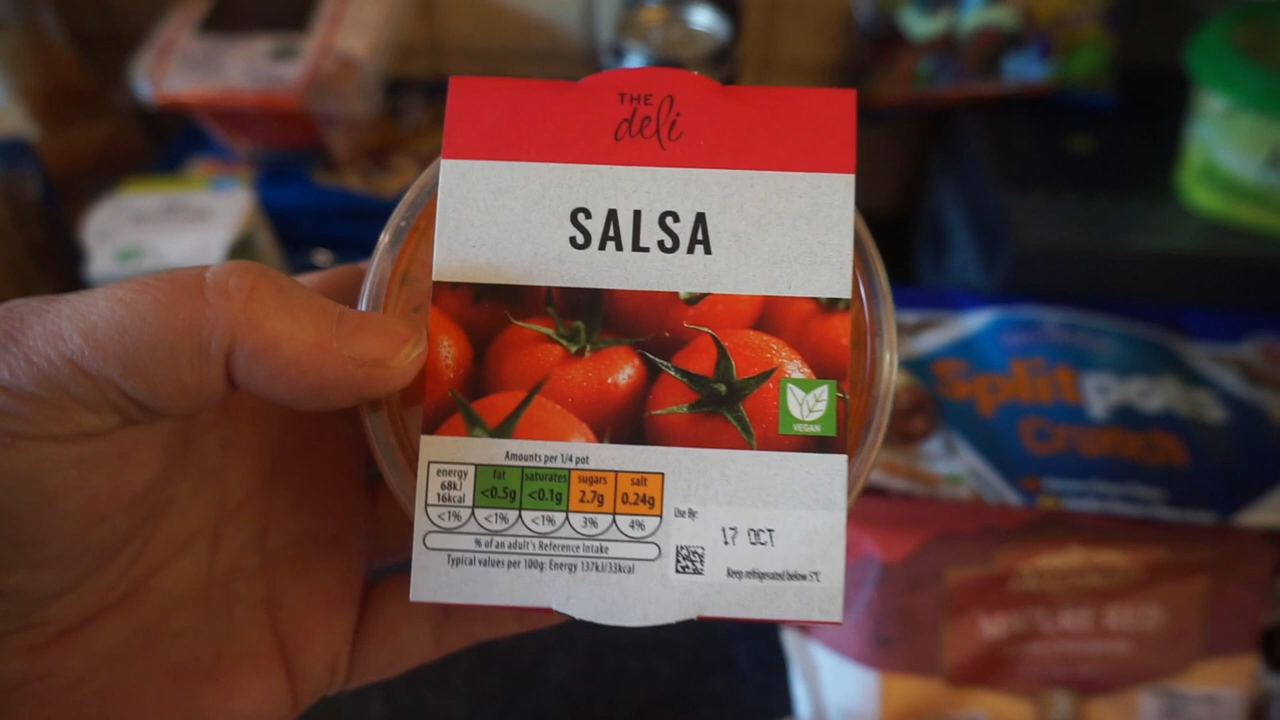 THE
deli
SALSA
VEGAN
Amounts per 1/4 pot
energy
68kJ
16kcal
<1%
fat
<0.5g
<1%
saturates
<0.1g
<1%
sugars
2.7g
3%
salt
0.24g
4%
% of an adult's Reference Intake
Typical values per 100g: Energy 137kJ/33kcal
Use By:
17 OCT
Keep refrigerated below 5°C
Splitpots
Crunch